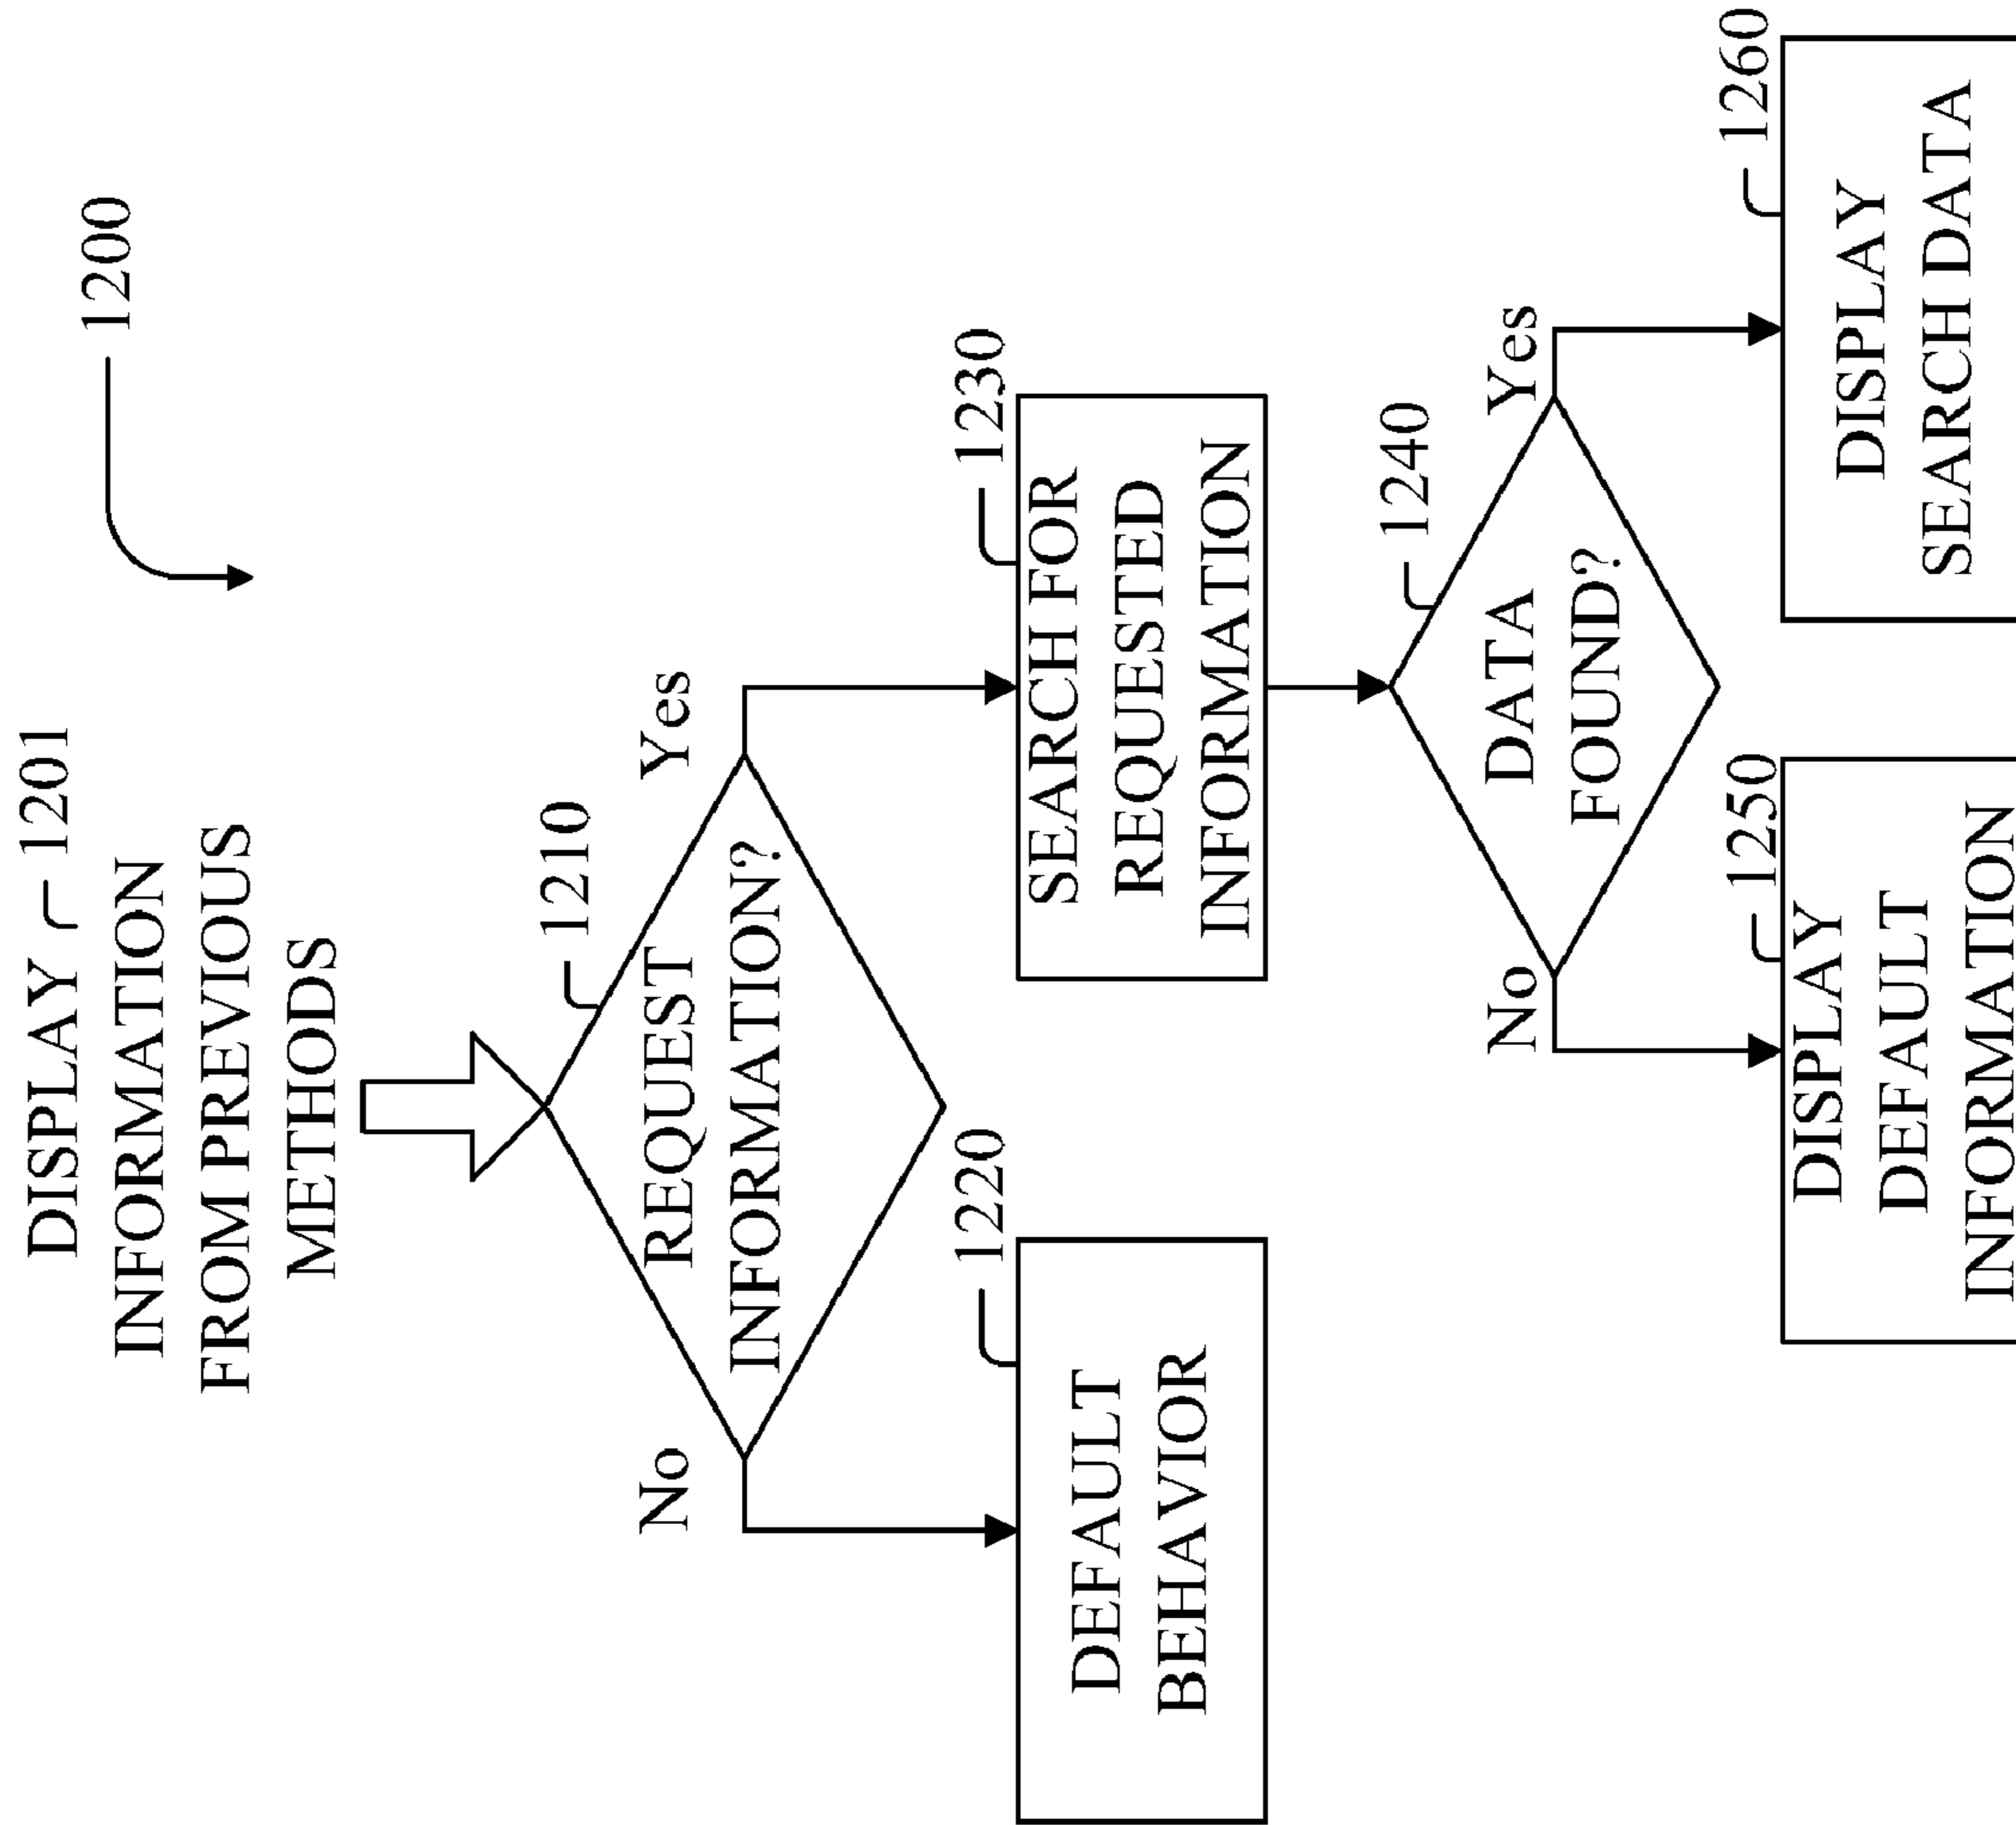 1200
DISPLAY 1201
INFORMATION
FROM PREVIOUS
METHODS
1210
No
Yes
REQUEST
INFORMATION?
1220
DEFAULT
BEHAVIOR
1230
SEARCH FOR
REQUESTED
INFORMATION
1240
No
Yes
DATA
FOUND?
1250
DISPLAY
DEFAULT
INFORMATION
1260
DISPLAY
SEARCH DATA